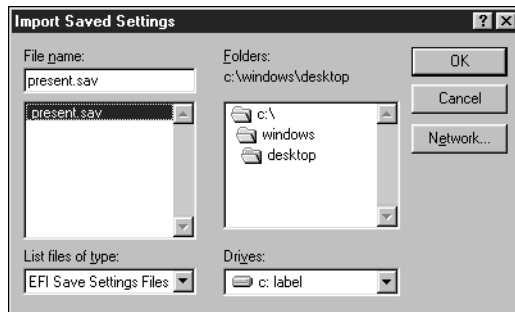 Import Saved Settings
File name:
present.sav
present.sav
List files of type:
EFI Save Settings Files
Folders:
c:\windows\desktop
c:\
windows
desktop
Drives:
c: label
OK
Cancel
Network...